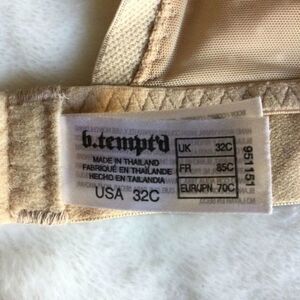 b.tempt'd
MADE IN THAILAND
FABRIQUÉ EN THAÏLANDE
HECHO EN TAILANDIA
USA 32C
UK 32C
FR 85C
EUR/JPN 70C
951151